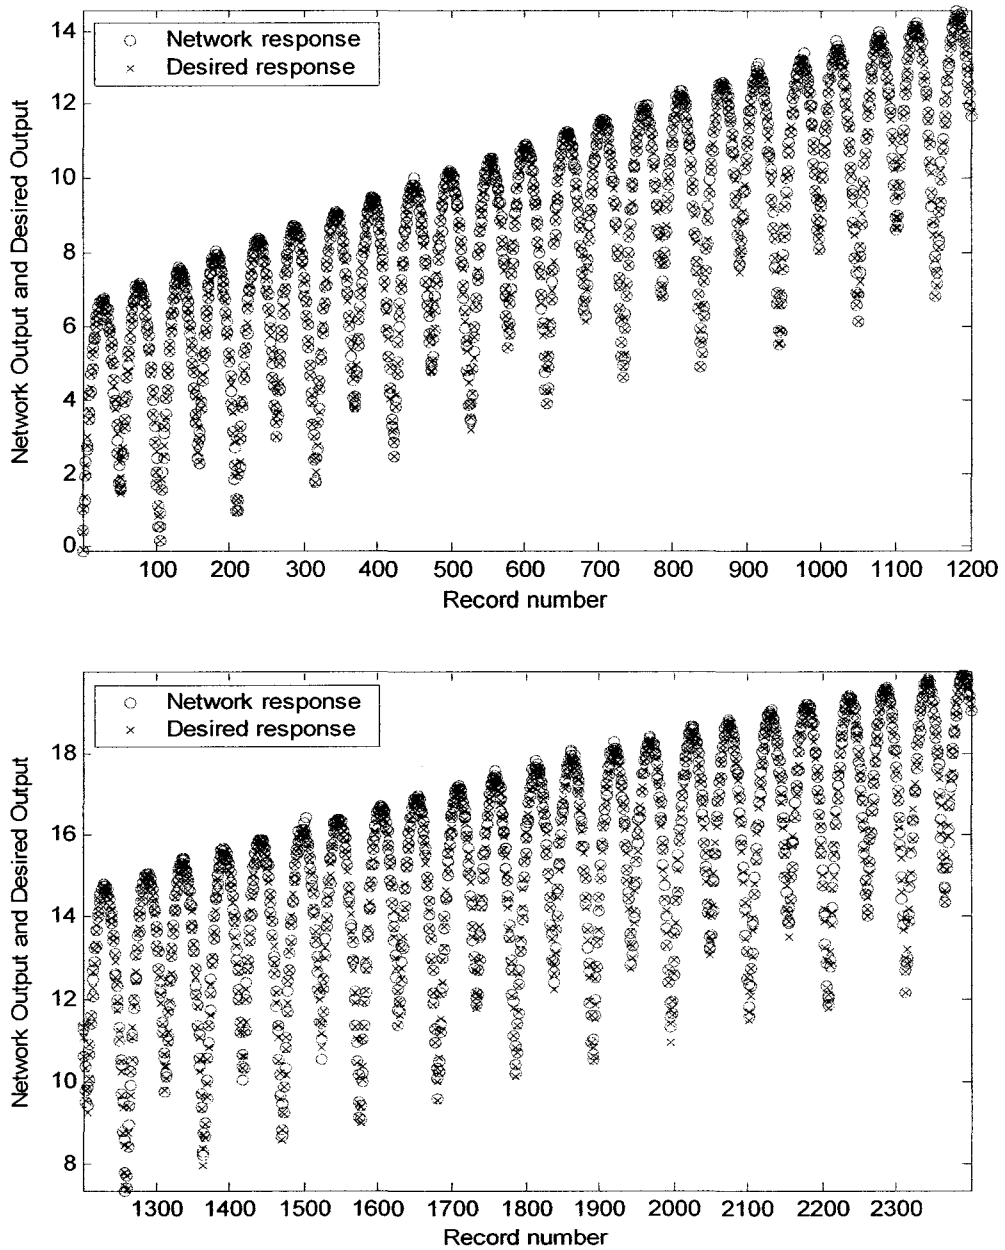 14
12
10
8
6
4
2
0
Network Output and Desired Output
Network response
Desired response
100 200 300 400 500 600 700 800 900 1000 1100 1200
Record number
18
16
14
12
10
8
Network Output and Desired Output
Network response
Desired response
1300 1400 1500 1600 1700 1800 1900 2000 2100 2200 2300
Record number